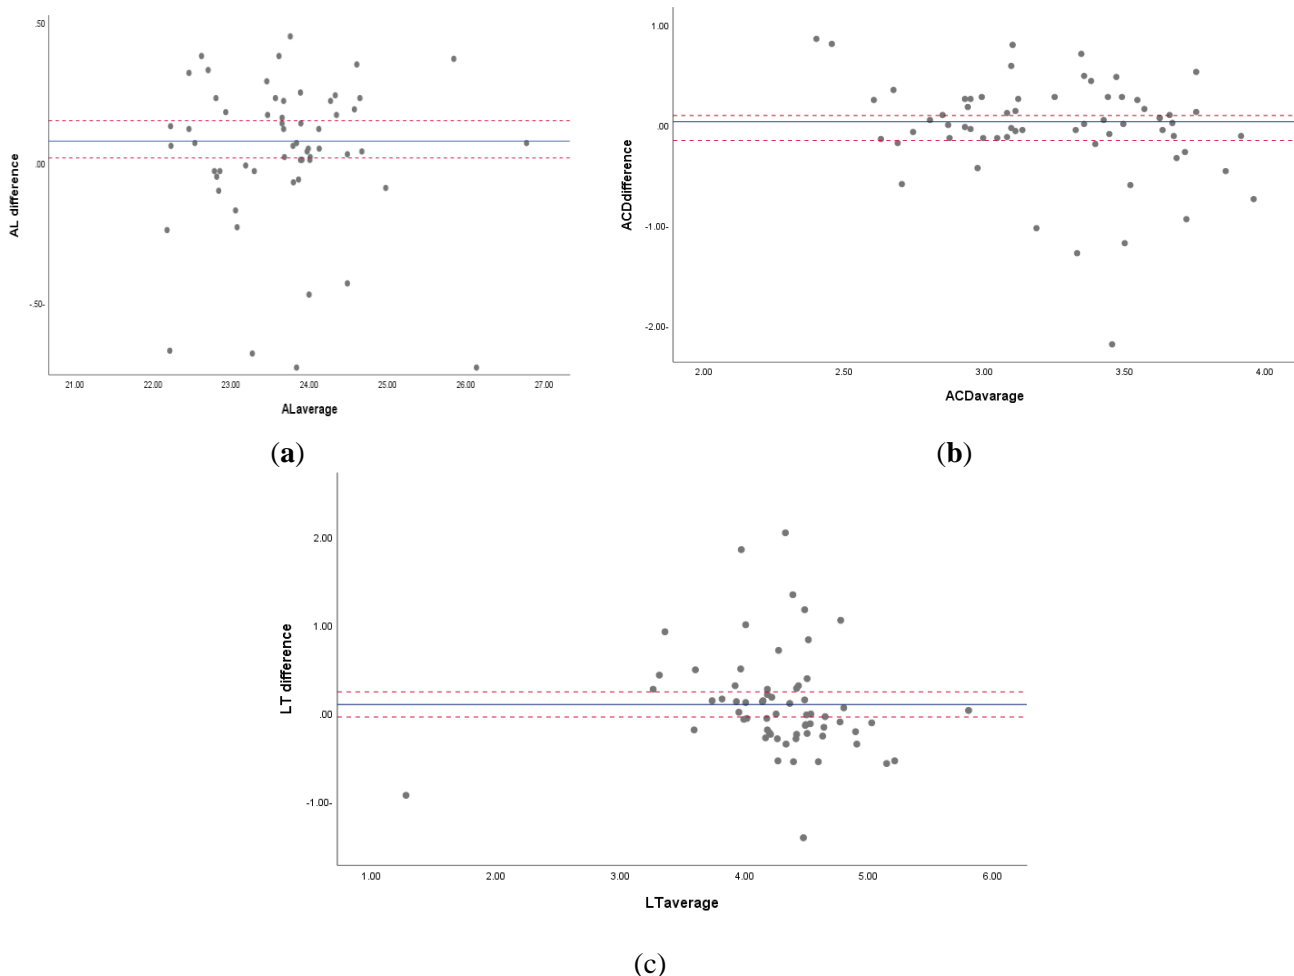 .50
.00
-.50-
AL difference
21.00 22.00 23.00 24.00 25.00 26.00 27.00
ALaverage
(a)
1.00
.00
-1.00-
-2.00-
ACDdifference
2.00 2.50 3.00 3.50 4.00
ACDavarage
(b)
2.00
1.00
.00
-1.00-
LT difference
1.00 2.00 3.00 4.00 5.00 6.00
LTaverage
(c)